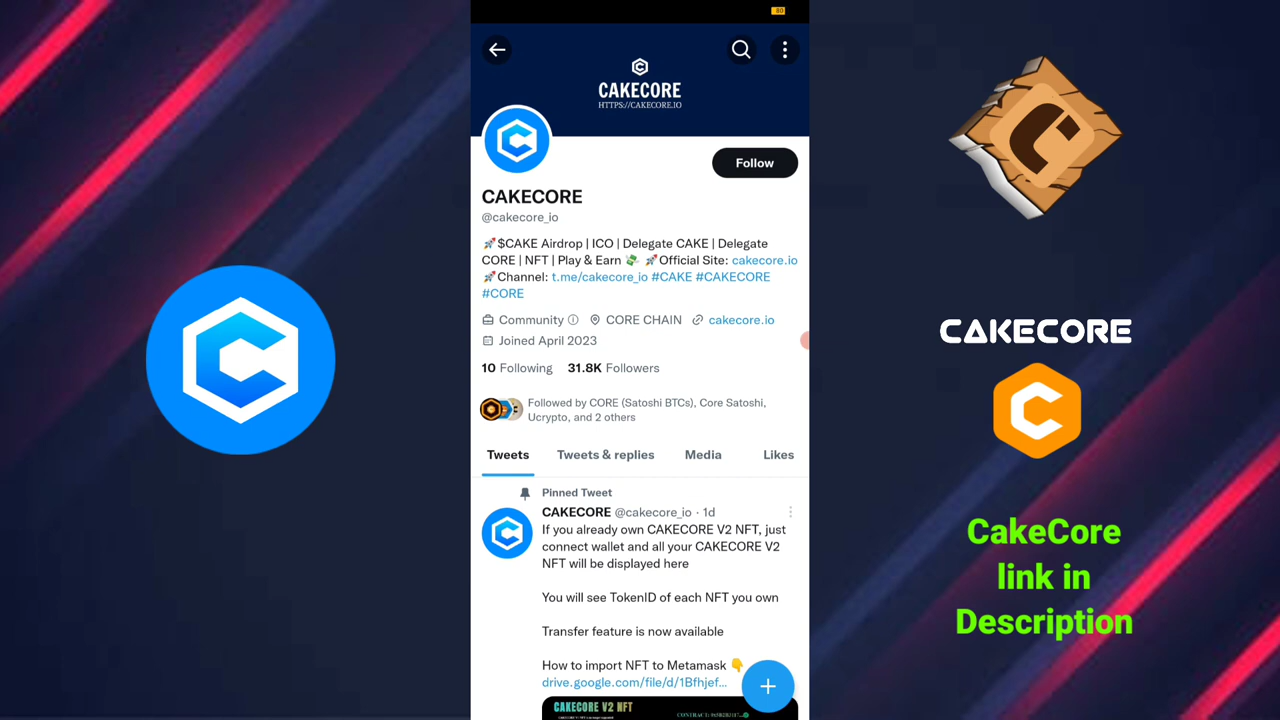 80
CAKECORE
HTTPS://CAKECORE.IO
Follow
CAKECORE
@cakecore_io
🚀$CAKE Airdrop | ICO | Delegate CAKE | Delegate
CORE | NFT | Play & Earn 💸 🚀Official Site: cakecore.io
🚀Channel: t.me/cakecore_io #CAKE #CAKECORE
#CORE
Community CORE CHAIN cakecore.io
Joined April 2023
10 Following 31.8K Followers
Followed by CORE (Satoshi BTCs), Core Satoshi,
Ucrypto, and 2 others
Tweets Tweets & replies Media Likes
Pinned Tweet
CAKECORE @cakecore_io · 1d
If you already own CAKECORE V2 NFT, just
connect wallet and all your CAKECORE V2
NFT will be displayed here
You will see TokenID of each NFT you own
Transfer feature is now available
How to import NFT to Metamask 👇
drive.google.com/file/d/1Bfhjef...
CAKECORE V2 NFT
CAKECORE
CakeCore
link in
Description